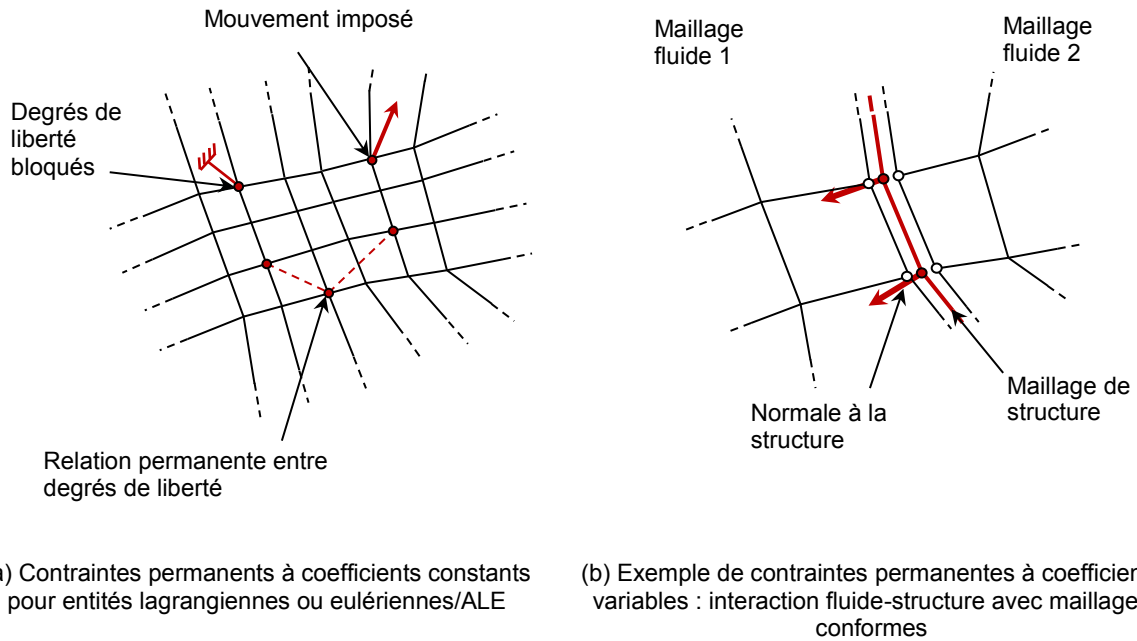 Mouvement imposé
Degrés de
liberté
bloqués
Relation permanente entre
degrés de liberté
a) Contraintes permanents à coefficients constants
pour entités lagrangiennes ou eulériennes/ALE
Maillage
fluide 1
Maillage
fluide 2
Normale à la
structure
Maillage de
structure
(b) Exemple de contraintes permanentes à coefficien
variables : interaction fluide-structure avec maillage
conformes